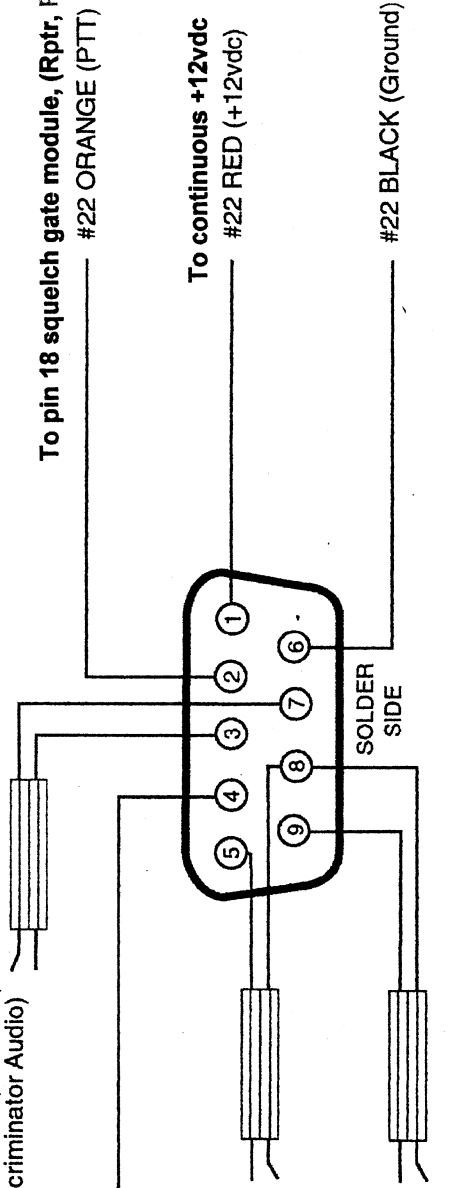 To pin 18 squelch gate module, (Rptr,
#22 ORANGE (PTT)
To continuous +12vdc
#22 RED (+12vdc)
#22 BLACK (Ground)
1
2
3
4
5
6
7
8
9
SOLDER
SIDE
criminator Audio)